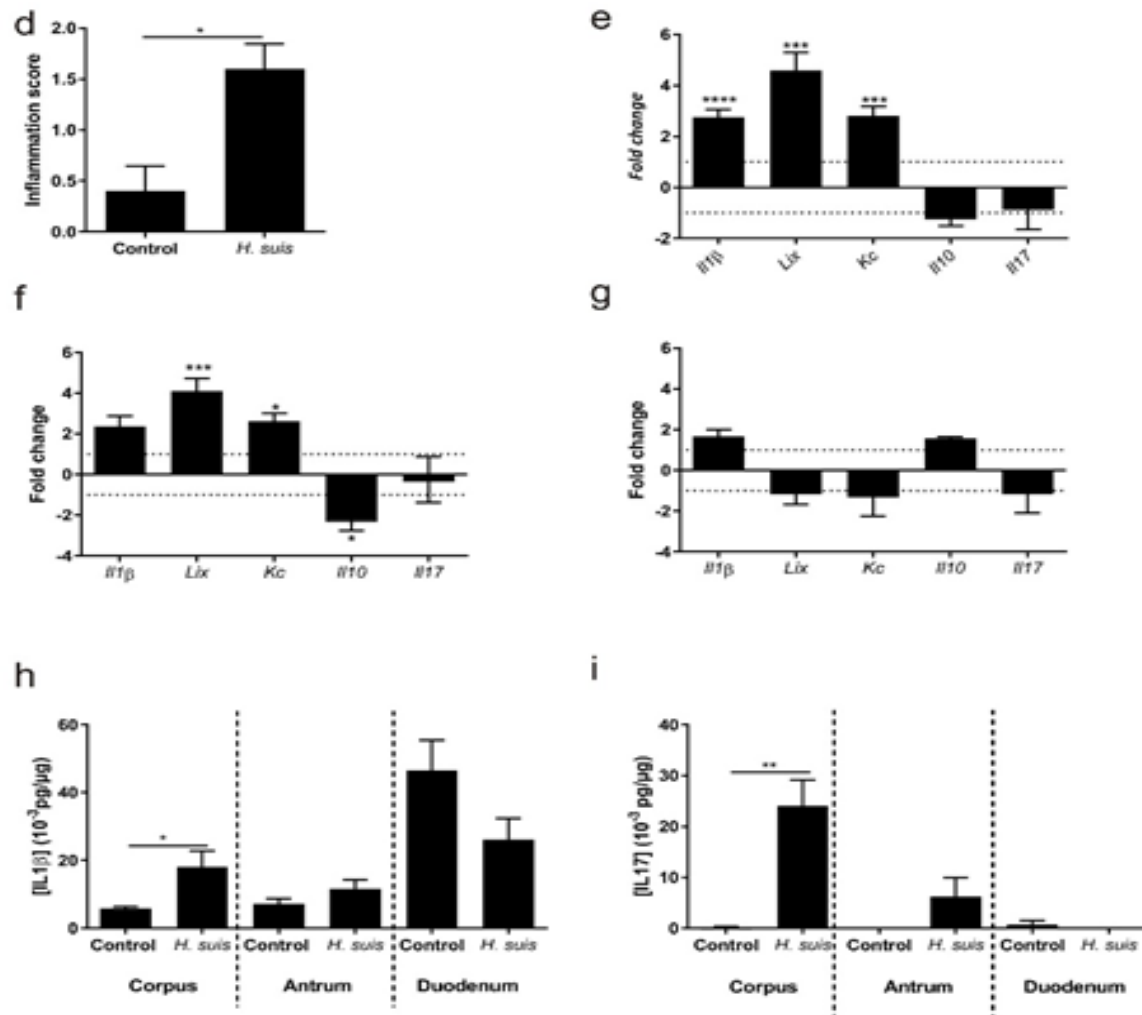 d
2.0
*
1.5
1.0
0.5
0.0
Inflammation score
Control H. suis
e
6
4
2
0
-2
Fold change
**** *** ***
Il1β Lix Kc Il10 Il17
f
6
4
2
0
-2
-4
Fold change
*** *
*
Il1β Lix Kc Il10 Il17
g
6
4
2
0
-2
-4
Fold change
Il1β Lix Kc Il10 Il17
h
60
40
20
0
[IL1β] (10-3pg/µg)
*
Control H. suis Control H. suis Control H. suis
Corpus Antrum Duodenum
i
40
30
20
10
0
[IL17] (10-3 pg/µg)
**
Control H. suis Control H. suis Control H. suis
Corpus Antrum Duodenum